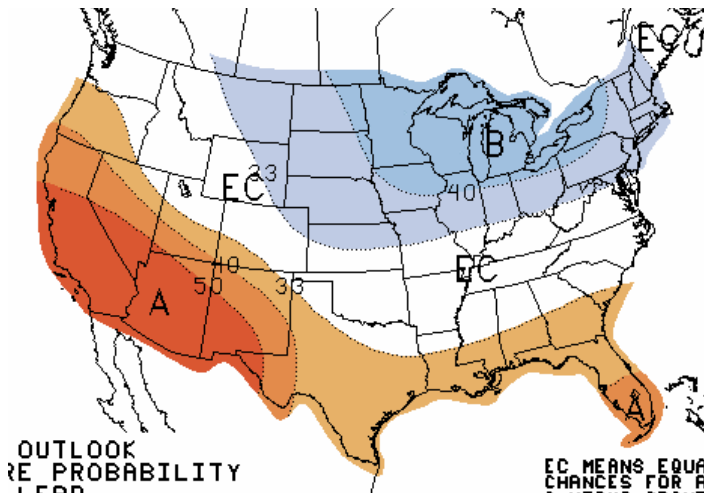 EC
B
33
EC
40
EC
40
50
33
A
A
OUTLOOK
RE PROBABILITY
EC MEANS EQUA
CHANCES FOR A